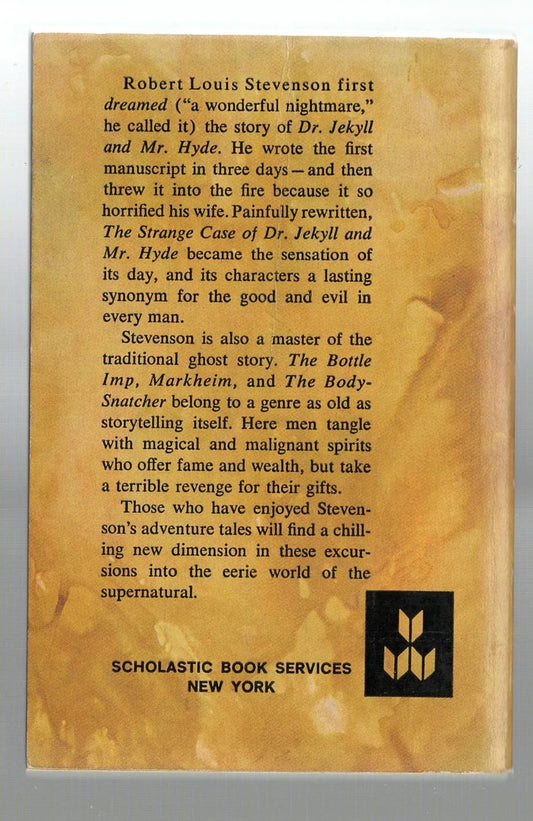 Robert Louis Stevenson first
dreamed (“a wonderful nightmare,”
he called it) the story of Dr. Jekyll
and Mr. Hyde. He wrote the first
manuscript in three days — and then
threw it into the fire because it so
horrified his wife. Painfully rewritten,
The Strange Case of Dr. Jekyll and
Mr. Hyde became the sensation of
its day, and its characters a lasting
synonym for the good and evil in
every man.
Stevenson is also a master of the
traditional ghost story. The Bottle
Imp, Markheim, and The Body-
Snatcher belong to a genre as old as
storytelling itself. Here men tangle
with magical and malignant spirits
who offer fame and wealth, but take
a terrible revenge for their gifts.
Those who have enjoyed Steven-
son’s adventure tales will find a chill-
ing new dimension in these excur-
sions into the eerie world of the
supernatural.
SCHOLASTIC BOOK SERVICES
NEW YORK